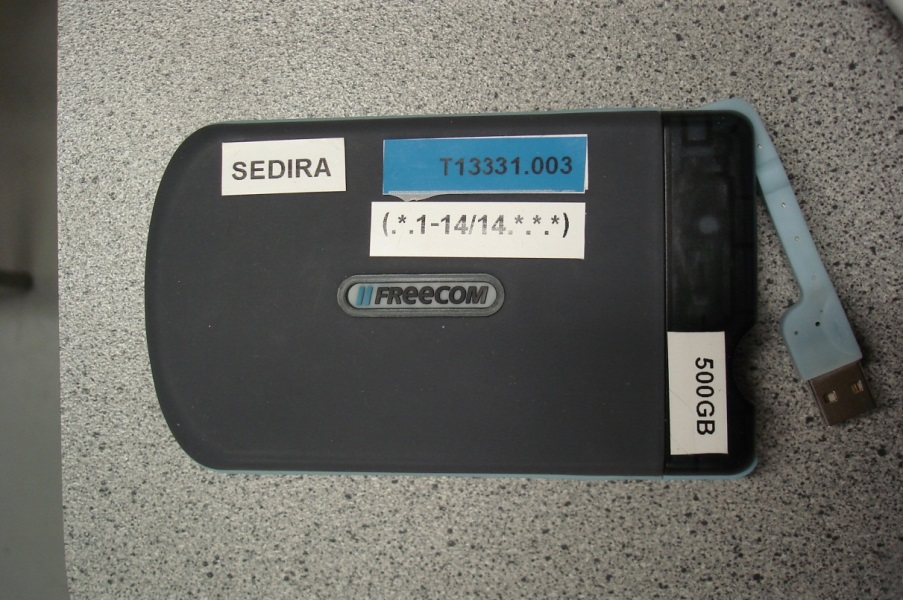 SEDIRA
T13331.003
(.*.1-14/14.*.*.*)
FREECOM
500GB